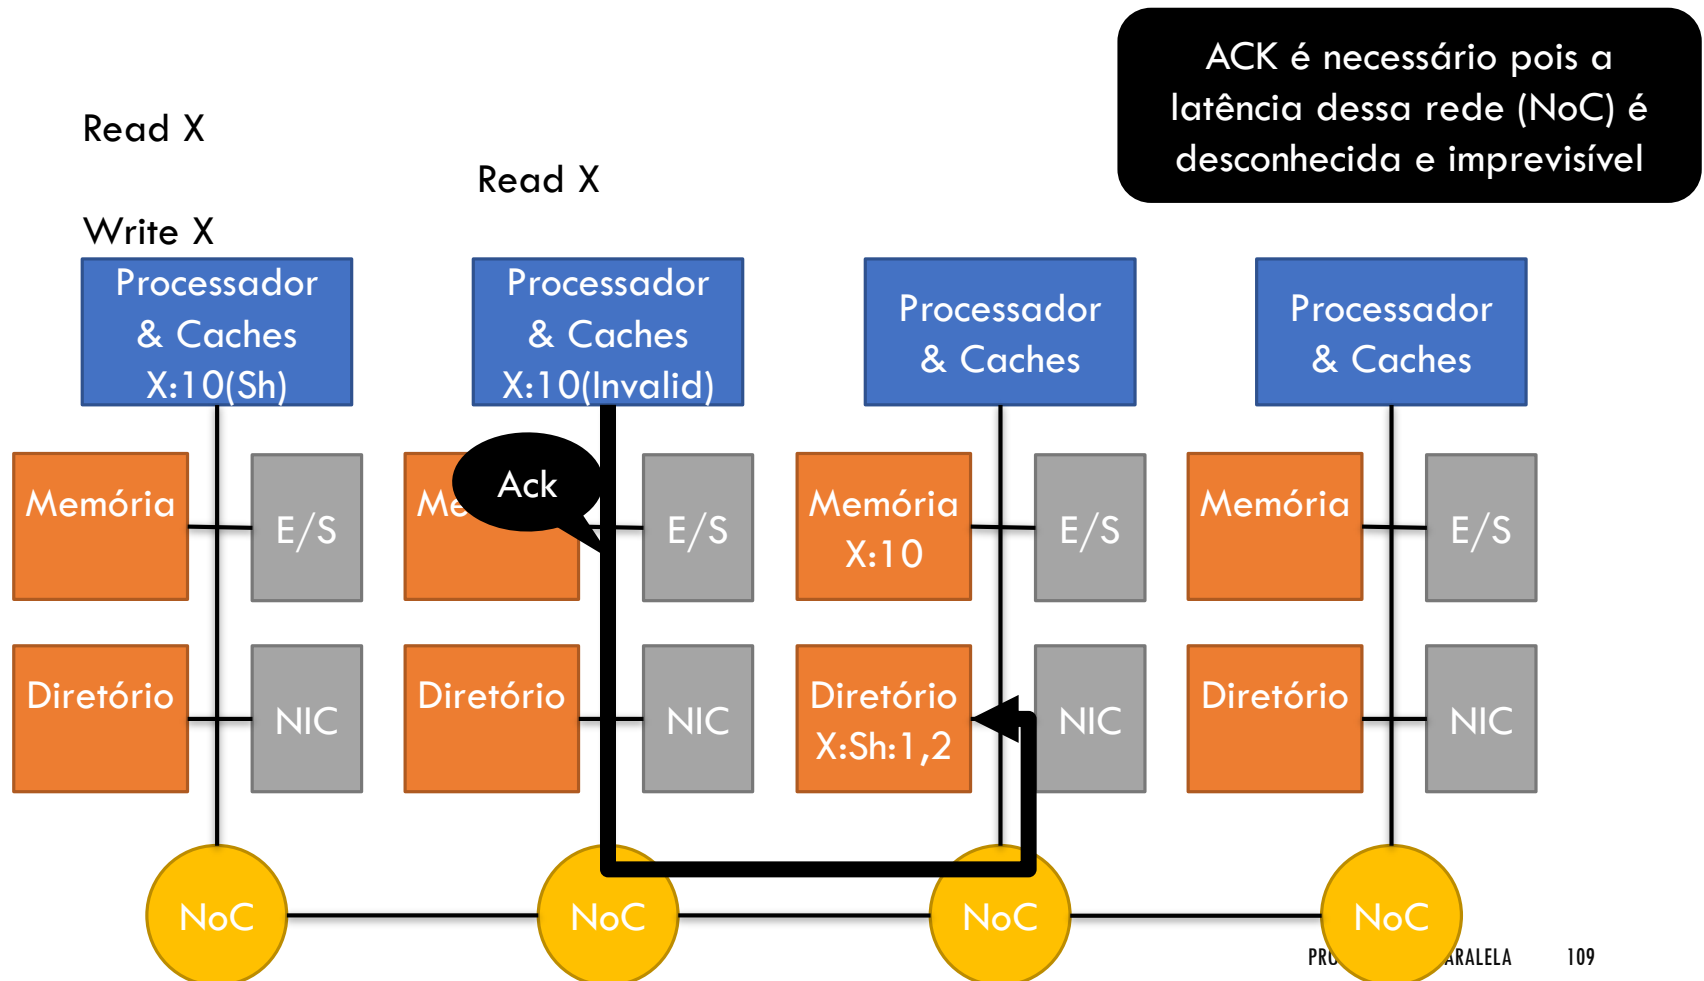 ACK é necessário pois a
latência dessa rede (NoC) é
desconhecida e imprevisível
Read X
Read X
Write X
Processador
& Caches
X:10(Sh)
Processador
& Caches
X:10(Invalid)
Processador
& Caches
Processador
& Caches
Memória
E/S
Ack
E/S
Memória
X:10
E/S
Memória
E/S
Diretório
NIC
Diretório
NIC
Diretório
X:Sh:1,2
NIC
Diretório
NIC
NoC
NoC
NoC
NoC
109